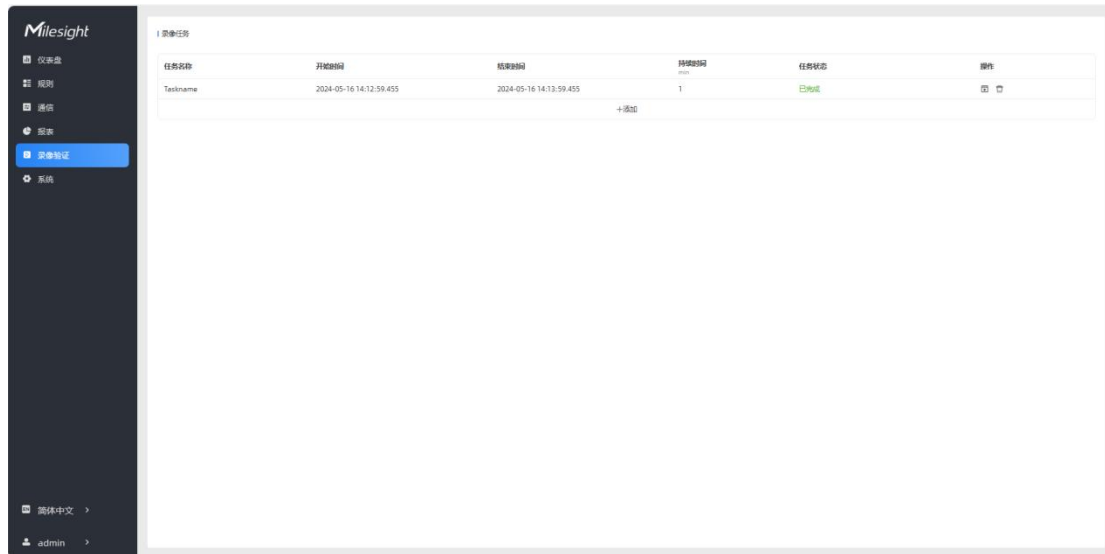 Milesight
仪表盘
规则
通信
报表
录像验证
系统
简体中文 >
admin >
录像任务
任务名称 开始时间 结束时间 持续时间 任务状态 操作
min
Taskname 2024-05-16 14:12:59.455 2024-05-16 14:13:59.455 1 已完成
+添加